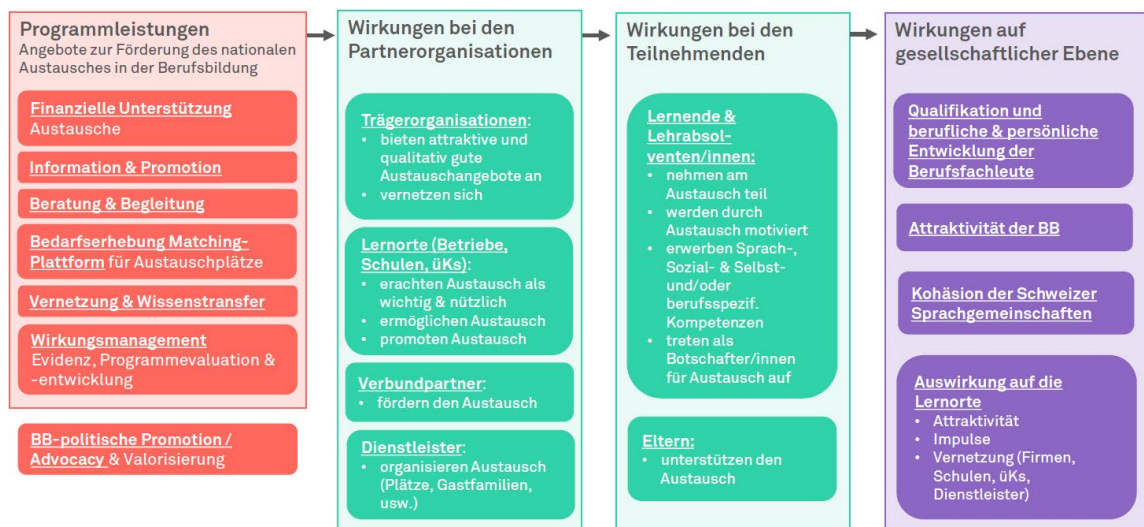 Programmleistungen
Angebote zur Förderung des nationalen
Austausches in der Berufsbildung
Finanzielle Unterstützung
Austausche
Information & Promotion
Beratung & Begleitung
Bedarfserhebung Matching-
Plattform für Austauschplätze
Vernetzung & Wissenstransfer
Wirkungsmanagement
Evidenz, Programmevaluation &
-entwicklung
BB-politische Promotion /
Advocacy & Valorisierung
Wirkungen bei den
Partnerorganisationen
Trägerorganisationen:
• bieten attraktive und
qualitativ gute
Austauschangebote an
• vernetzen sich
Lernorte (Betriebe,
Schulen, üKs):
• erachten Austausch als
wichtig & nützlich
• ermöglichen Austausch
• promoten Austausch
Verbundpartner:
• fördern den Austausch
Dienstleister:
• organisieren Austausch
(Plätze, Gastfamilien,
usw.)
Wirkungen bei den
Teilnehmenden
Lernende &
Lehrabsol-
venten/innen:
• nehmen am
Austausch teil
• werden durch
Austausch motiviert
• erwerben Sprach-,
Sozial- & Selbst-
und/oder
berufsspezif.
Kompetenzen
• treten als
Botschafter/innen
für Austausch auf
Eltern:
• unterstützen den
Austausch
Wirkungen auf
gesellschaftlicher Ebene
Qualifikation und
berufliche & persönliche
Entwicklung der
Berufsfachleute
Attraktivität der BB
Kohäsion der Schweizer
Sprachgemeinschaften
Auswirkung auf die
Lernorte
• Attraktivität
• Impulse
• Vernetzung (Firmen,
Schulen, üKs,
Dienstleister)